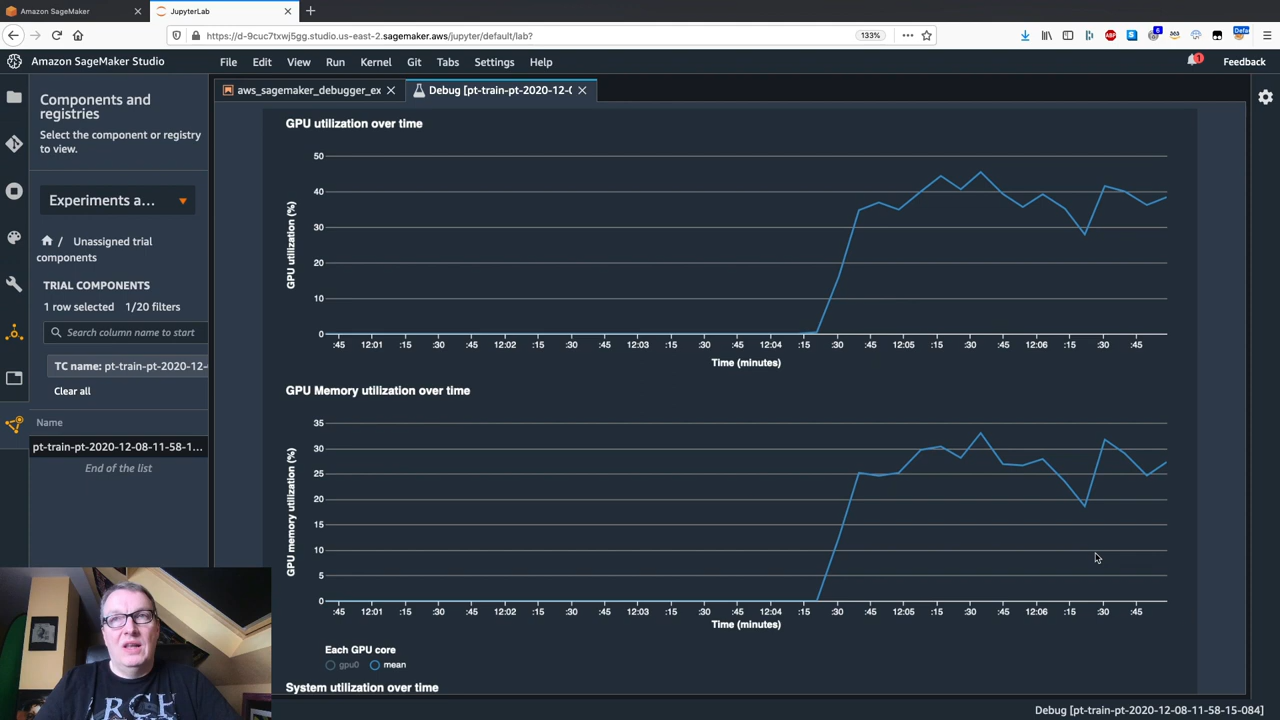 Amazon SageMaker
JupyterLab
https://d-9cuc7txwj5gg.studio.us-east-2.sagemaker.aws/jupyter/default/lab?
133%
Amazon SageMaker Studio
File Edit View Run Kernel Git Tabs Settings Help
1
Feedback
Components and
registries
Select the component or registry
to view.
Experiments a...
/ Unassigned trial
components
TRIAL COMPONENTS
1 row selected 1/20 filters
Search column name to start
TC name: pt-train-pt-2020-12-
Clear all
Name
pt-train-pt-2020-12-08-11-58-1...
End of the list
aws_sagemaker_debugger_ex
Debug [pt-train-pt-2020-12-(
GPU utilization over time
50
40
30
20
10
0
GPU utilization (%)
:45 12:01 :15 :30 :45 12:02 :15 :30 :45 12:03 :15 :30 :45 12:04 :15 :30 :45 12:05 :15 :30 :45 12:06 :15 :30 :45
Time (minutes)
GPU Memory utilization over time
35
30
25
20
15
10
5
0
GPU memory utilization (%)
:45 12:01 :15 :30 :45 12:02 :15 :30 :45 12:03 :15 :30 :45 12:04 :15 :30 :45 12:05 :15 :30 :45 12:06 :15 :30 :45
Time (minutes)
Each GPU core
gpu0 mean
System utilization over time
Debug [pt-train-pt-2020-12-08-11-58-15-084]